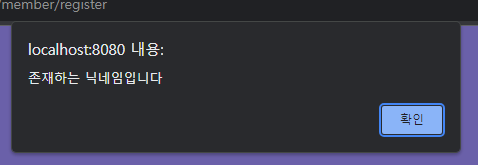 /member/register
localhost:8080 내용:
존재하는 닉네임입니다
확인